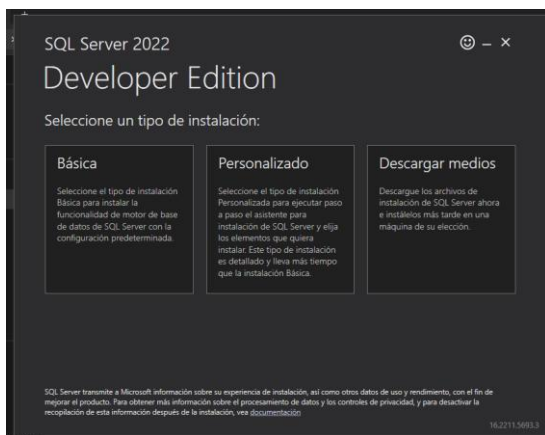 SQL Server 2022
Developer Edition
Seleccione un tipo de instalación:
Básica
Seleccione el tipo de instalación
Básica para instalar la
funcionalidad de motor de base
de datos de SQL Server con la
configuración predeterminada.
Personalizado
Seleccione el tipo de instalación
Personalizada para ejecutar paso
a paso el asistente para
instalación de SQL Server y elija
los elementos que quiera
instalar. Este tipo de instalación
es detallado y lleva más tiempo
que la instalación Básica.
Descargar medios
Descargue los archivos de
instalación de SQL Server ahora
e instálelos más tarde en una
máquina de su elección.
SQL Server transmite a Microsoft información sobre su experiencia de instalación, así como otros datos de uso y rendimiento, con el fin de
mejorar el producto. Para obtener más información sobre el procesamiento de datos y los controles de privacidad, y para desactivar la
recopilación de esta información después de la instalación, vea documentación
16.2211.5693.3